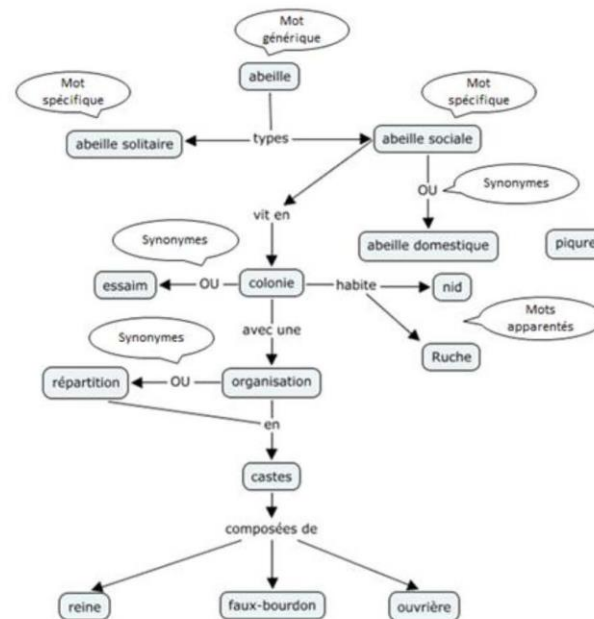 Mot
générique
abeille
Mot
spécifique
Mot
spécifique
abeille solitaire
types
abeille sociale
OU
Synonymes
vit en
abeille domestique
piqure
Synonymes
essaim
OU
colonie
habite
nid
avec une
Mots
apparentés
Synonymes
Ruche
répartition
OU
organisation
en
castes
composées de
reine
faux-bourdon
ouvrière